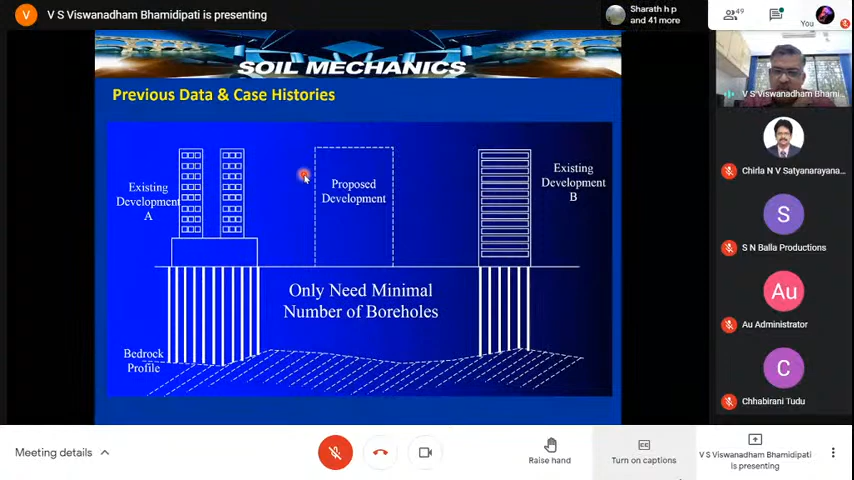 V
V S Viswanadham Bhamidipati is presenting
Sharath h p
and 41 more
49
You
SOIL MECHANICS
Previous Data & Case Histories
Existing
Development
A
Proposed
Development
Existing
Development
B
Only Need Minimal
Number of Boreholes
Bedrock
Profile
V S Viswanadham Bhami...
Chirla N V Satyanarayana...
S
S N Balla Productions
Au
Au Administrator
C
Chhabirani Tudu
Meeting details
Raise hand
Turn on captions
V S Viswanadham Bhamidipati
is presenting